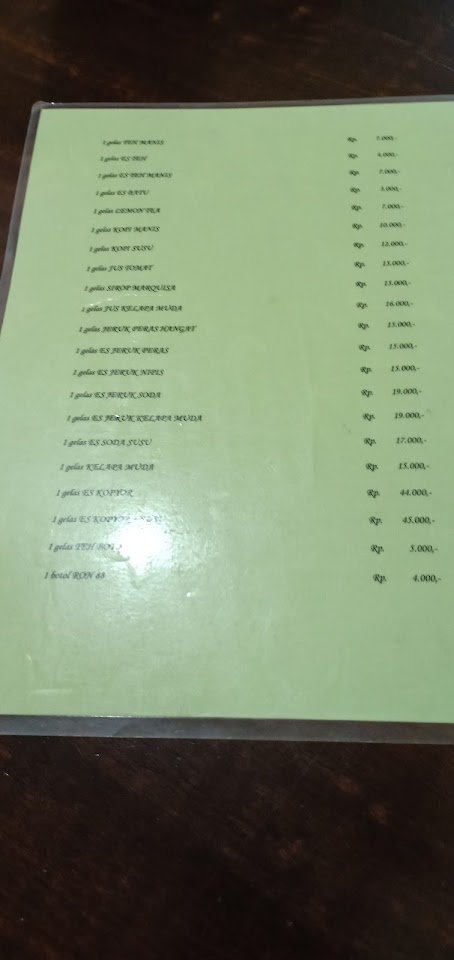 1 gelas TEH MANIS Rp. 7.000,-
1 gelas ES TEH Rp. 4.000,-
1 gelas ES TEH MANIS Rp. 7.000,-
1 gelas ES BATU Rp. 3.000,-
1 gelas LEMON TEA Rp. 7.000,-
1 gelas KOPI MANIS Rp. 10.000,-
1 gelas KOPI SUSU Rp. 12.000,-
1 gelas JUS TOMAT Rp. 13.000,-
1 gelas SIROP MARQUISA Rp. 15.000,-
1 gelas JUS KELAPA MUDA Rp. 16.000,-
1 gelas JERUK PERAS HANGAT Rp. 15.000,-
1 gelas ES JERUK PERAS Rp. 15.000,-
1 gelas ES JERUK NIPIS Rp. 15.000,-
1 gelas ES JERUK SODA Rp. 19.000,-
1 gelas ES JERUK KELAPA MUDA Rp. 19.000,-
1 gelas ES SODA SUSU Rp. 17.000,-
1 gelas KELAPA MUDA Rp. 15.000,-
1 gelas ES KOPYOR Rp. 44.000,-
1 gelas ES KOPYOR Rp. 45.000,-
1 gelas TEH Rp. 5.000,-
1 botol RON 88 Rp. 4.000,-